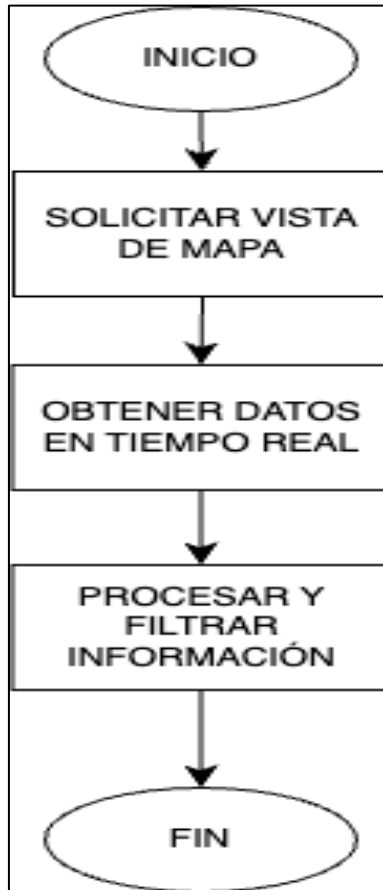 INICIO
SOLICITAR VISTA
DE MAPA
OBTENER DATOS
EN TIEMPO REAL
PROCESAR Y
FILTRAR
INFORMACIÓN
FIN